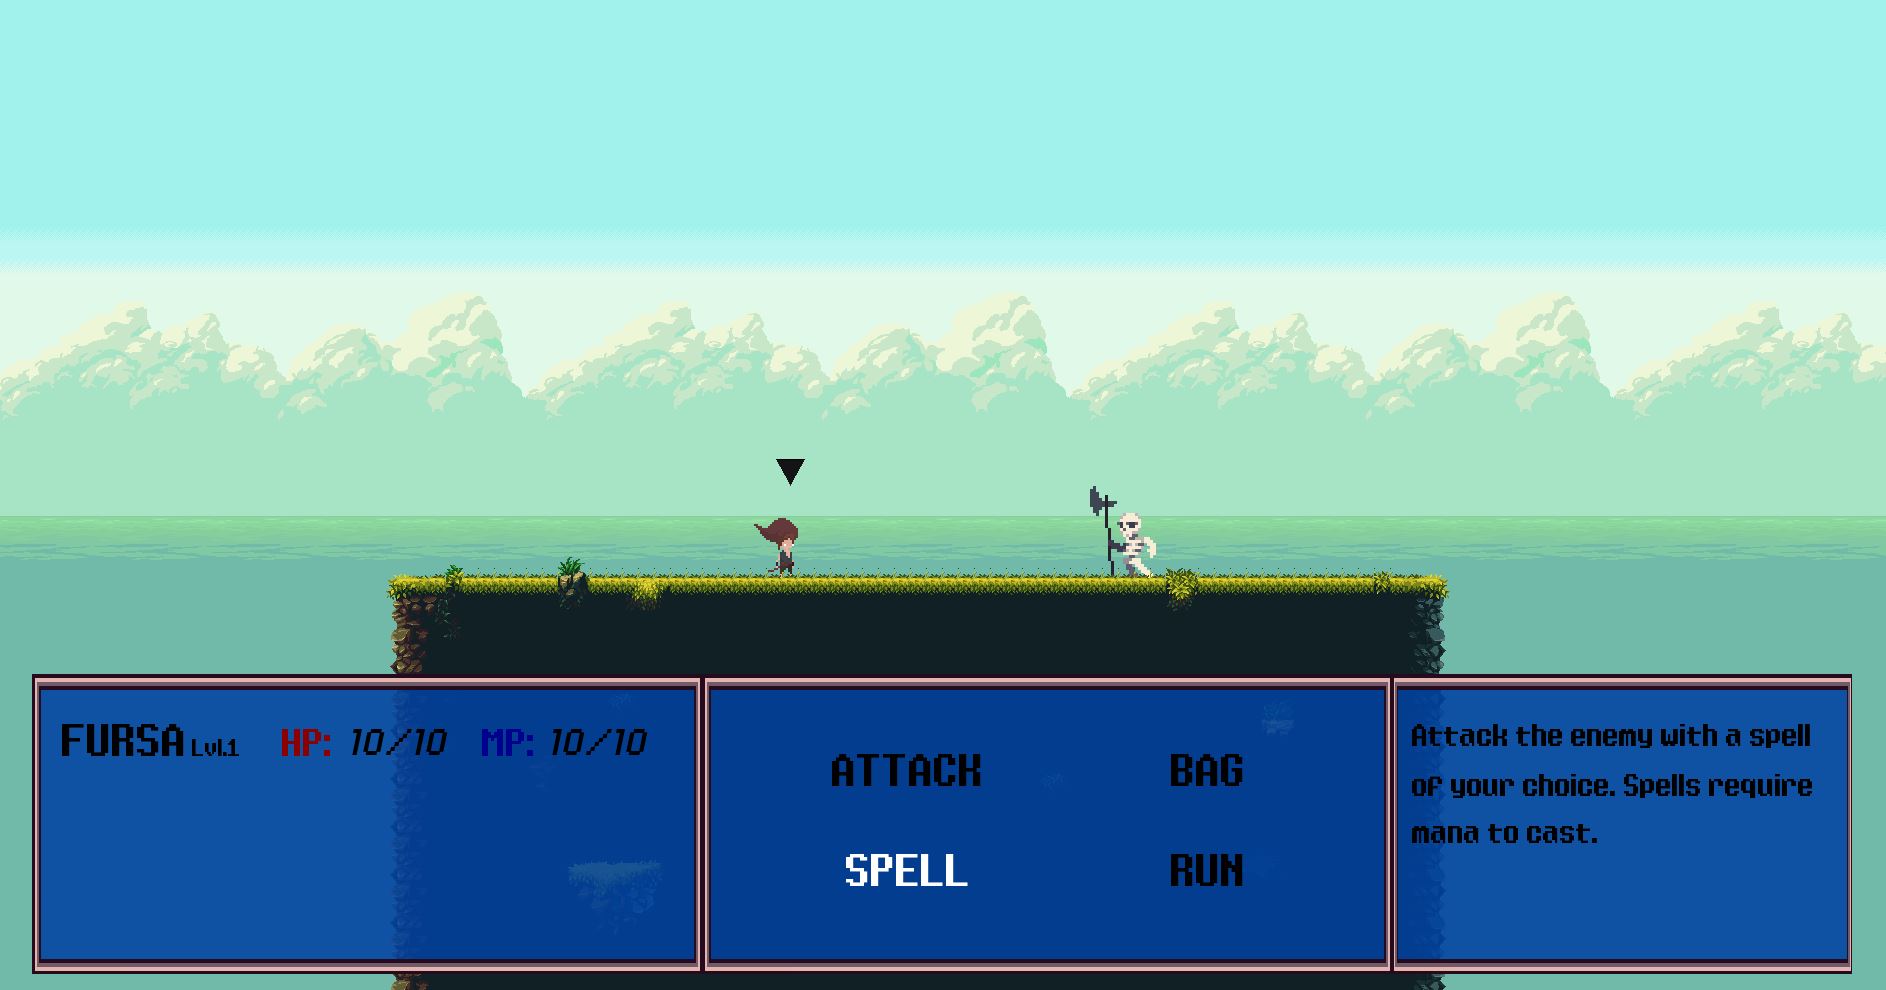 FURSA Lvl.1 HP: 10/10 MP: 10/10
ATTACK BAG
SPELL RUN
Attack the enemy with a spell
of your choice. Spells require
mana to cast.